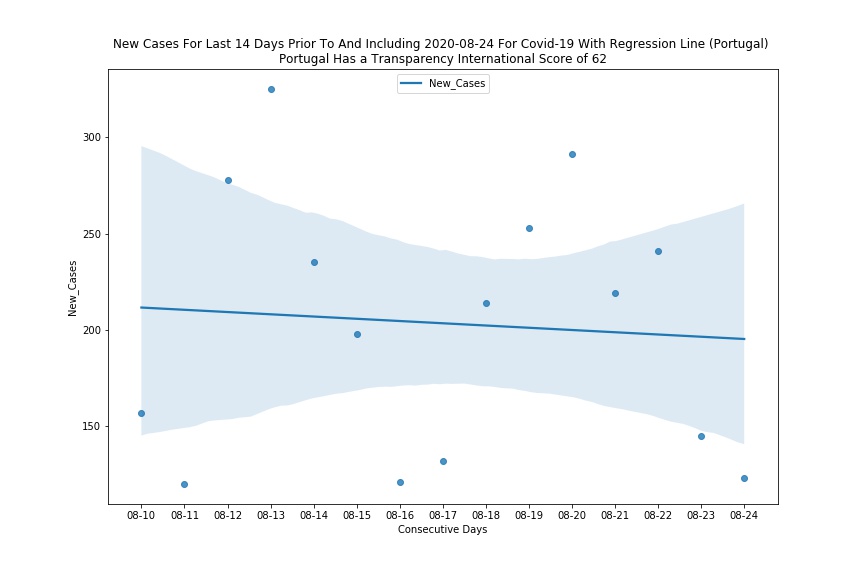 New Cases For Last 14 Days Prior To And Including 2020-08-24 For Covid-19 With Regression Line (Portugal)
Portugal Has a Transparency International Score of 62
New_Cases
300
250
200
150
New_Cases
08-10 08-11 08-12 08-13 08-14 08-15 08-16 08-17 08-18 08-19 08-20 08-21 08-22 08-23 08-24
Consecutive Days